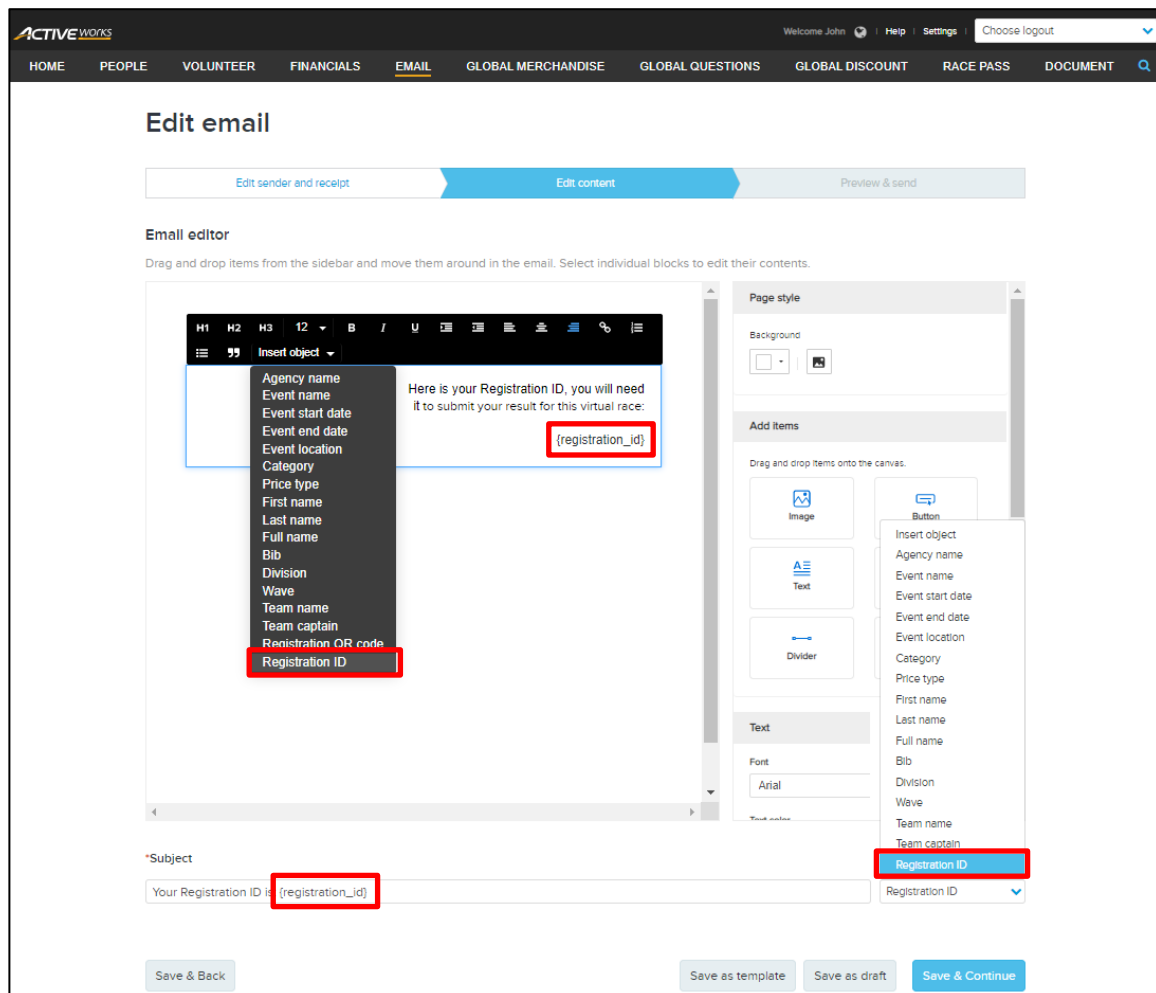 ACTIVE WORKS
Welcome John | Help | Settings | Choose logout
HOME PEOPLE VOLUNTEER FINANCIALS EMAIL GLOBAL MERCHANDISE GLOBAL QUESTIONS GLOBAL DISCOUNT RACE PASS DOCUMENT
Edit email
Edit sender and receipt Edit content Preview & send
Email editor
Drag and drop items from the sidebar and move them around in the email. Select individual blocks to edit their contents.
H1 H2 H3 12 B I U
Insert object
Agency name
Event name
Event start date
Event end date
Event location
Category
Price type
First name
Last name
Full name
Bib
Division
Wave
Team name
Team captain
Registration QR code
Registration ID
Here is your Registration ID, you will need
it to submit your result for this virtual race:
{registration_id}
Page style
Background
Add items
Drag and drop items onto the canvas.
Image Button
Text
Divider
Text
Font
Arial
Text color
Insert object
Agency name
Event name
Event start date
Event end date
Event location
Category
Price type
First name
Last name
Full name
Bib
Division
Wave
Team name
Team captain
Registration ID
*Subject
Your Registration ID is {registration_id}
Registration ID
Save & Back Save as template Save as draft Save & Continue